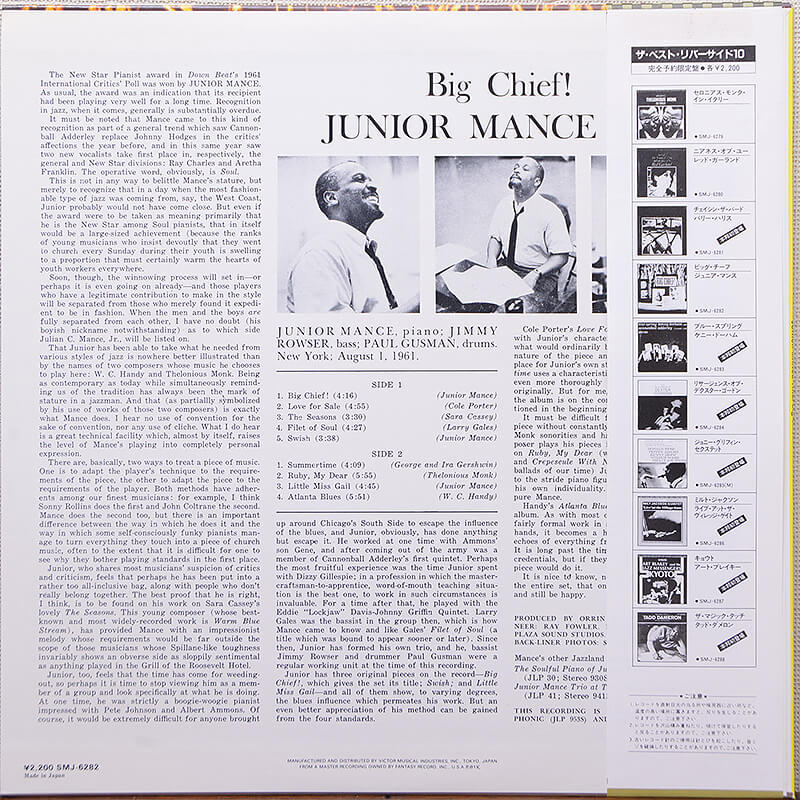 Big Chief!
JUNIOR MANCE
The New Star Pianist award in Down Beat's 1961
International Critics' Poll was won by JUNIOR MANCE.
As usual, the award was an indication that its recipient
had been playing very well for a long time. Recognition
in jazz, when it comes, generally is substantially overdue.
It must be noted that Mance came to this kind of
recognition as part of a general trend which saw Cannon-
ball Adderley replace Johnny Hodges in the critics'
affections the year before, and in this same year saw
two new vocalists take first place in, respectively, the
general and New Star divisions: Ray Charles and Aretha
Franklin. The operative word, obviously, is Soul.
This is not in any way to belittle Mance's stature, but
merely to recognize that in a day when the most fashion-
able type of jazz was coming from, say, the West Coast,
Junior probably would not have come close. But even if
the award were to be taken as meaning primarily that
he is the New Star among Soul pianists, that in itself
would be a large-sized achievement (because the ranks
of young musicians who insist devoutly that they went
to church every Sunday during their youth is swelling
to a proportion that must certainly warm the hearts of
youth workers everywhere.
Soon, though, the winnowing process will set in—or
perhaps it is even going on already—and those players
who have a legitimate contribution to make in the style
will be separated from those who merely found it expedi-
ent to be in fashion. When the men and the boys are
fully separated from each other, I have no doubt (his
boyish nickname notwithstanding) as to which side
Julian C. Mance, Jr., will be listed on.
That Junior has been able to take what he needed from
various styles of jazz is nowhere better illustrated than
by the names of two composers whose music he chooses
to play here: W. C. Handy and Thelonious Monk. Being
as contemporary as today while simultaneously remind-
ing us of the tradition has always been the mark of
stature in a jazzman. And that (as partially symbolized
by his use of works of those two composers) is exactly
what Mance does. I hear no use of convention for the
sake of convention, nor any use of cliche. What I do hear
is a great technical facility which, almost by itself, raises
the level of Mance's playing into completely personal
expression.
There are, basically, two ways to treat a piece of music.
One is to adapt the player's technique to the require-
ments of the piece, the other to adapt the piece to the
requirements of the player. Both methods have adher-
ents among our finest musicians: for example, I think
Sonny Rollins does the first and John Coltrane the second.
Mance does the second too, but there is an important
difference between the way in which he does it and the
way in which some self-consciously funky pianists man-
age to turn everything they touch into a piece of church
music, often to the extent that it is difficult for one to
see why they bother playing standards in the first place.
Junior, who shares most musicians' suspicion of critics
and criticism, feels that perhaps he has been put into a
rather too all-inclusive bag, along with people who don't
really belong together. The best proof that he is right,
I think, is to be found on his work on Sara Cassey's
lovely The Seasons. This young composer (whose best-
known and most widely-recorded work is Warm Blue
Stream), has provided Mance with an impressionist
melody whose requirements would be far outside the
scope of those musicians whose Spillane-like toughness
invariably shows an obverse side as sloppily sentimental
as anything played in the Grill of the Roosevelt Hotel.
Junior, too, feels that the time has come for weeding-
out, so perhaps it is time to stop viewing him as a mem-
ber of a group and look specifically at what he is doing.
At one time, he was strictly a boogie-woogie pianist
impressed with Pete Johnson and Albert Ammons. Of
course, it would be extremely difficult for anyone brought
JUNIOR MANCE, piano; JIMMY
ROWSER, bass; PAUL GUSMAN, drums.
New York; August 1, 1961.
SIDE 1
1. Big Chief! (4:16) (Junior Mance)
2. Love for Sale (4:55) (Cole Porter)
3. The Season (3:30) (Sara Cassey)
4. Filet of Soul (4:27) (Larry Gales)
5. Swish (3:38) (Junior Mance)
SIDE 2
1. Summertime (4:09) (George and Ira Gershwin)
2. Ruby, My Dear (5:55) (Thelonious Monk)
3. Little Miss Gail (4:45) (Junior Mance)
4. Atlanta Blues (5:51) (W. C. Handy)
up around Chicago's South Side to escape the influence
of the blues, and Junior, obviously, has done anything
but escape it. He worked at one time with Ammons'
son Gene, and after coming out of the army was a
member of Cannonball Adderley's first quintet. Perhaps
the most fruitful experience was the time Junior spent
with Dizzy Gillespie; in a profession in which the master-
craftsman-to-apprentice, word-of-mouth teaching situa-
tion is the best one, to work in such circumstances is
invaluable. For a time after that, he played with the
Eddie "Lockjaw" Davis-Johnny Griffin Quintet. Larry
Gales was the bassist in the group then, which is how
Mance came to know and like Gales' Filet of Soul (a
title which was bound to appear sooner or later). Since
then, Junior has formed his own trio, and he, bassist
Jimmy Rowser and drummer Paul Gusman were a
regular working unit at the time of this recording.
Junior has three original pieces on the record—Big
Chief!, which gives the set its title; Swish; and Little
Miss Gail—and all of them show, to varying degrees,
the blues influence which permeates his work. But an
even better appreciation of his method can be gained
from the four standards.
Cole Porter's Love Fo
with Junior's characte
what would ordinarily b
nature of the piece an
place for Junior's own st
time uses a characteristi
even more thoroughly
originally. But for me,
the album is on the co
tioned in the beginning
It must be difficult f
piece without constantly
Monk sonorities and ha
poser plays his pieces
on Ruby, My Dear (w
and Crepescule With N
ballads of our time) J
to the stride piano figu
his own individuality.
pure Mance.
Handy's Atlanta Blue
album. As with most o
fairly formal work in
hands, it becomes a h
echoes of everything fr
It is long past the tim
credentials, but if they
piece would do it.
It is nice to know, n
the entire set, that on
and still be happy.
PRODUCED BY ORRIN
NEER: RAY FOWLER.
PLAZA SOUND STUDIOS.
BACK-LINER PHOTOS: S
Mance's other Jazzland
The Soulful Piano of Ju
(JLP 30; Stereo 930S
Junior Mance Trio at T
(JLP 41; Stereo 941
THIS RECORDING IS
PHONIC (JLP 953S) AND
MANUFACTURED AND DISTRIBUTED BY VICTOR MUSICAL INDUSTRIES, INC., TOKYO, JAPAN
FROM A MASTER RECORDING OWNED BY FANTASY RECORD, INC., U.S.A.
¥2,200 SMJ-6282
Made in Japan
ザ・ベスト・リバーサイド10
完全予約限定盤●各¥2,200
セロニアス・モンク・
イン・イタリー
●SMJ-6279
ニアネス・オブ・ユー
レッド・ガーランド
●SMJ-6280
チェイシン・ザ・バード
バリー・ハリス
●SMJ-6281
ビッグ・チーフ
ジュニア・マンス
●SMJ-6282
ブルー・スプリング
ケニー・ドーハム
リサージェンス・オブ・
デクスター・ゴードン
●SMJ-6284
ジョニー・グリフィン・
セクステット
●SMJ-6285(M)
ミルト・ジャクソン
ライブ・アット・ザ・
ヴィレッジ・ゲイト
●SMJ-6286
キョウト
アート・ブレイキー
●SMJ-6287
ザ・マジック・タッチ
タッド・ダメロン
●SMJ-6288
●ご注意●